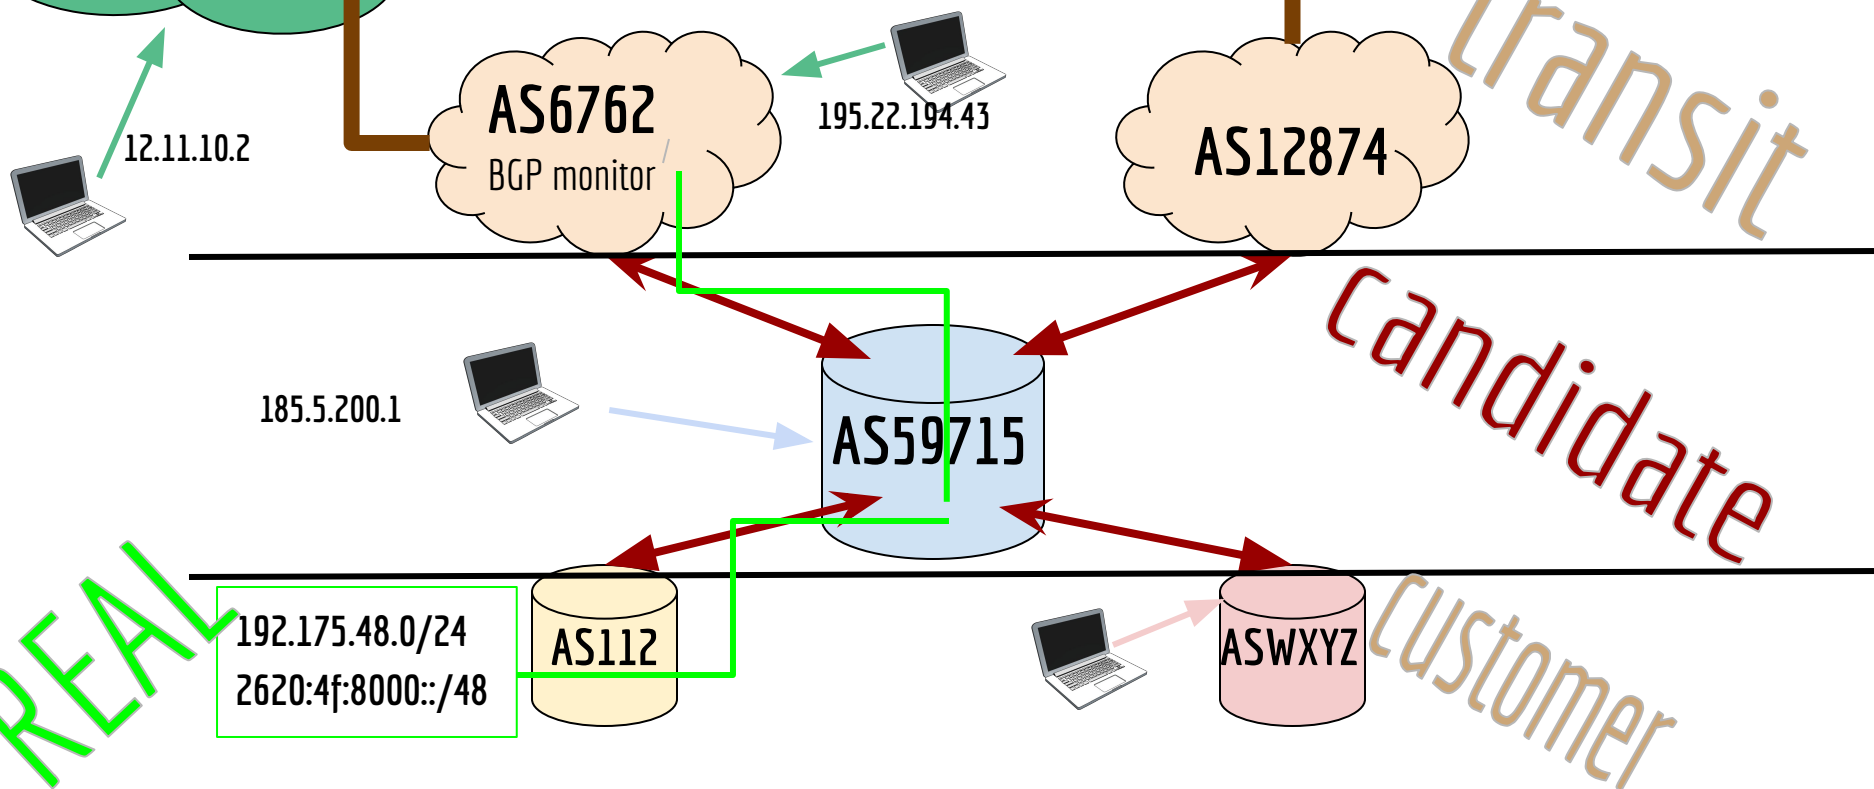 transit
AS6762
BGP monitor
195.22.194.43
AS12874
12.11.10.2
candidate
185.5.200.1
AS59715
REAL
192.175.48.0/24
2620:4f:8000::/48
AS112
ASWXYZ
customer